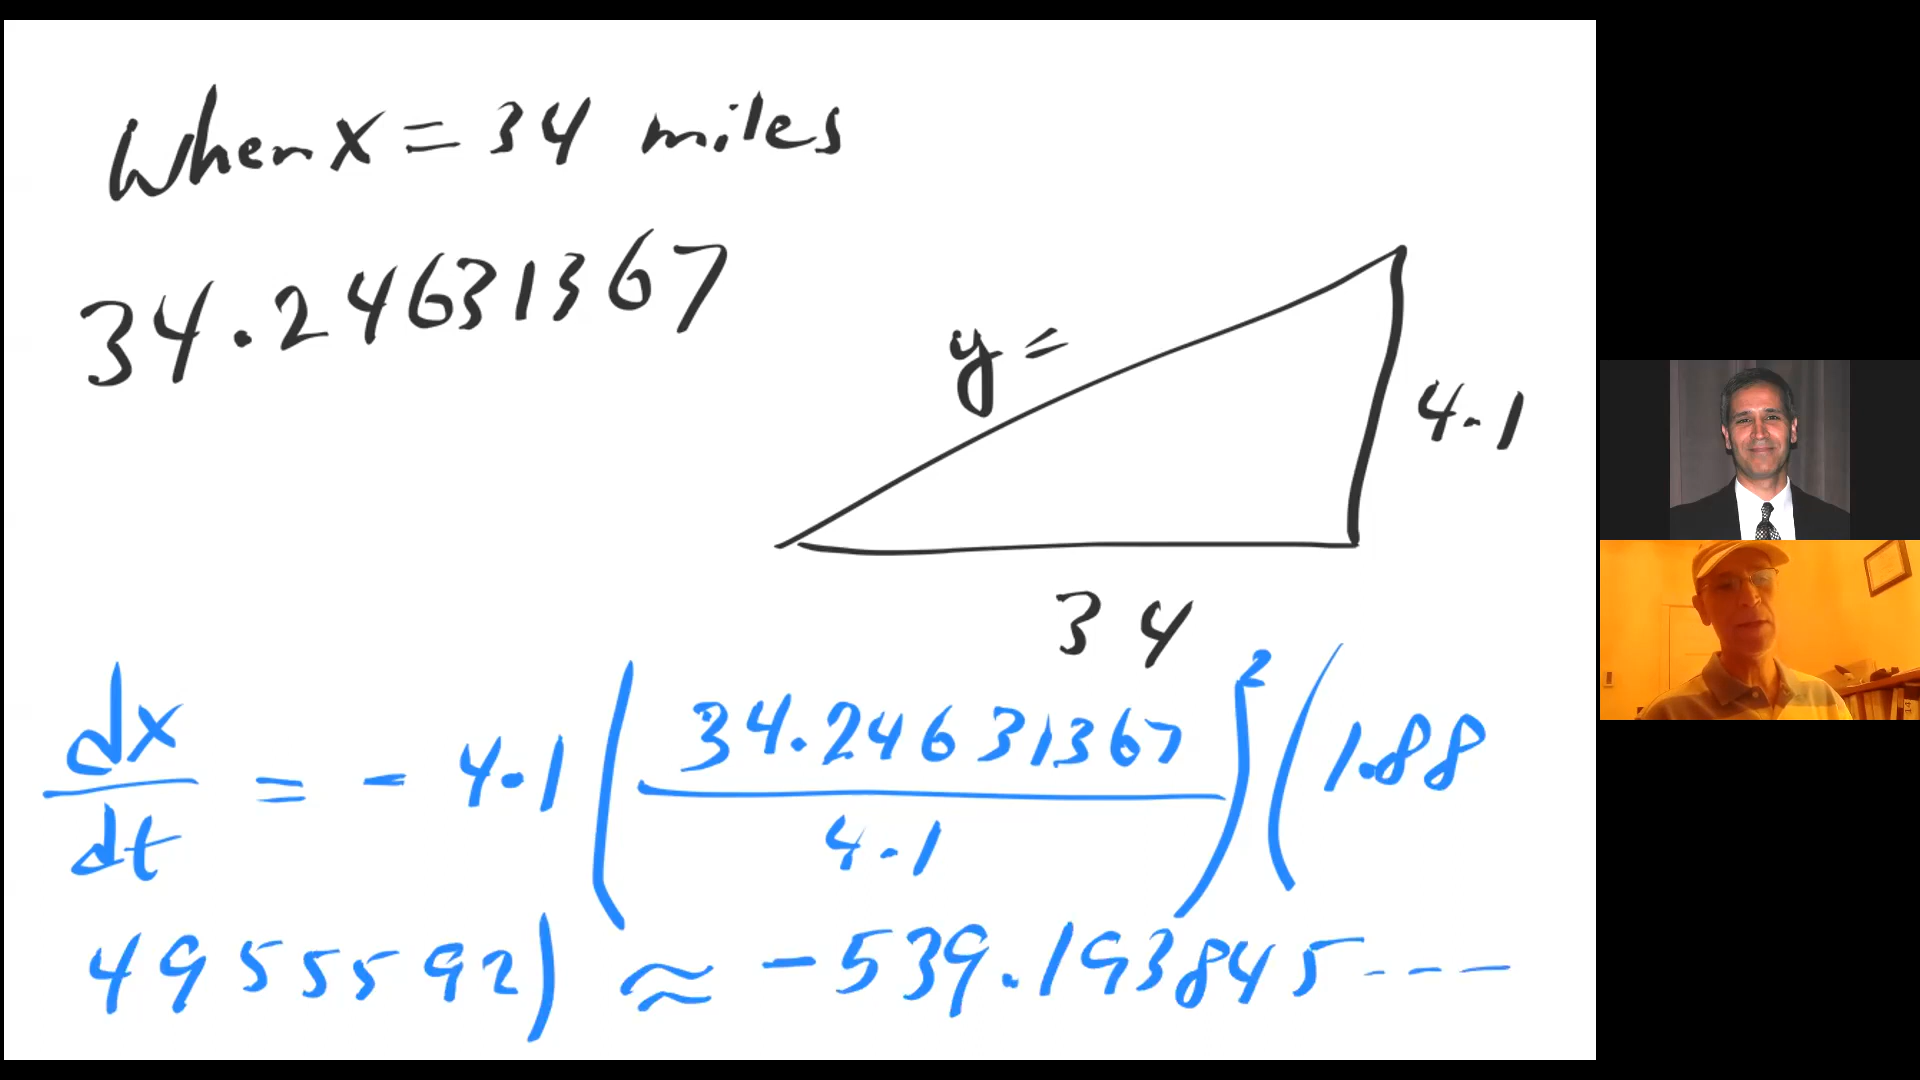 When x = 34 miles
34.24631367
y =
4.1
34
dx/dt = - 4.1 (34.24631367/4.1)² (1.88
4955592) ≈ -539.193845---